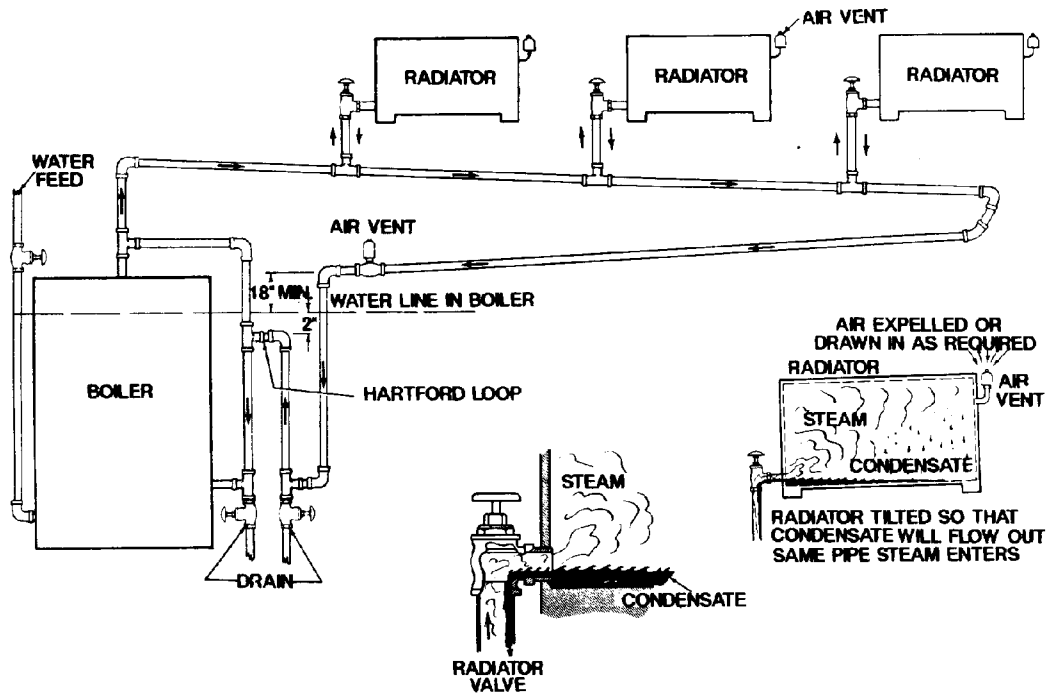 AIR VENT
RADIATOR
RADIATOR
RADIATOR
WATER
FEED
AIR VENT
18" MIN.
WATER LINE IN BOILER
2"
BOILER
HARTFORD LOOP
DRAIN
AIR EXPELLED OR
DRAWN IN AS REQUIRED
RADIATOR
AIR
VENT
STEAM
CONDENSATE
RADIATOR TILTED SO THAT
CONDENSATE WILL FLOW OUT
SAME PIPE STEAM ENTERS
STEAM
CONDENSATE
RADIATOR
VALVE